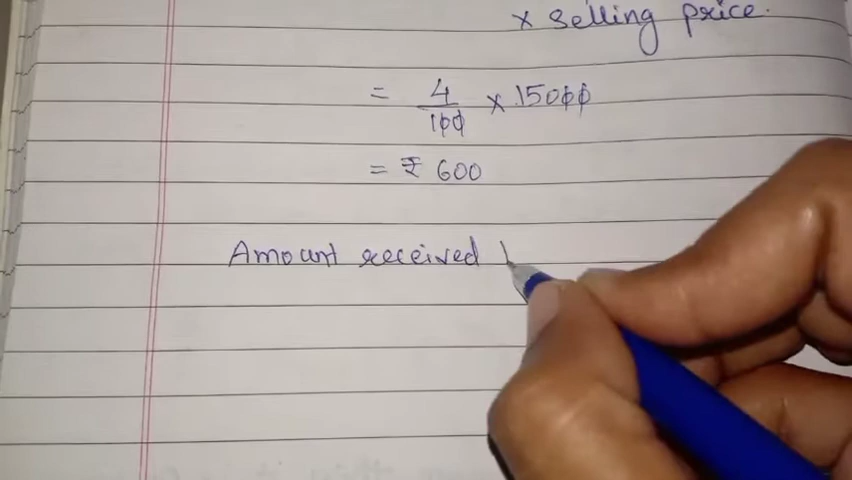 × selling price.
= 4/100 × 15000
= ₹ 600
Amount received